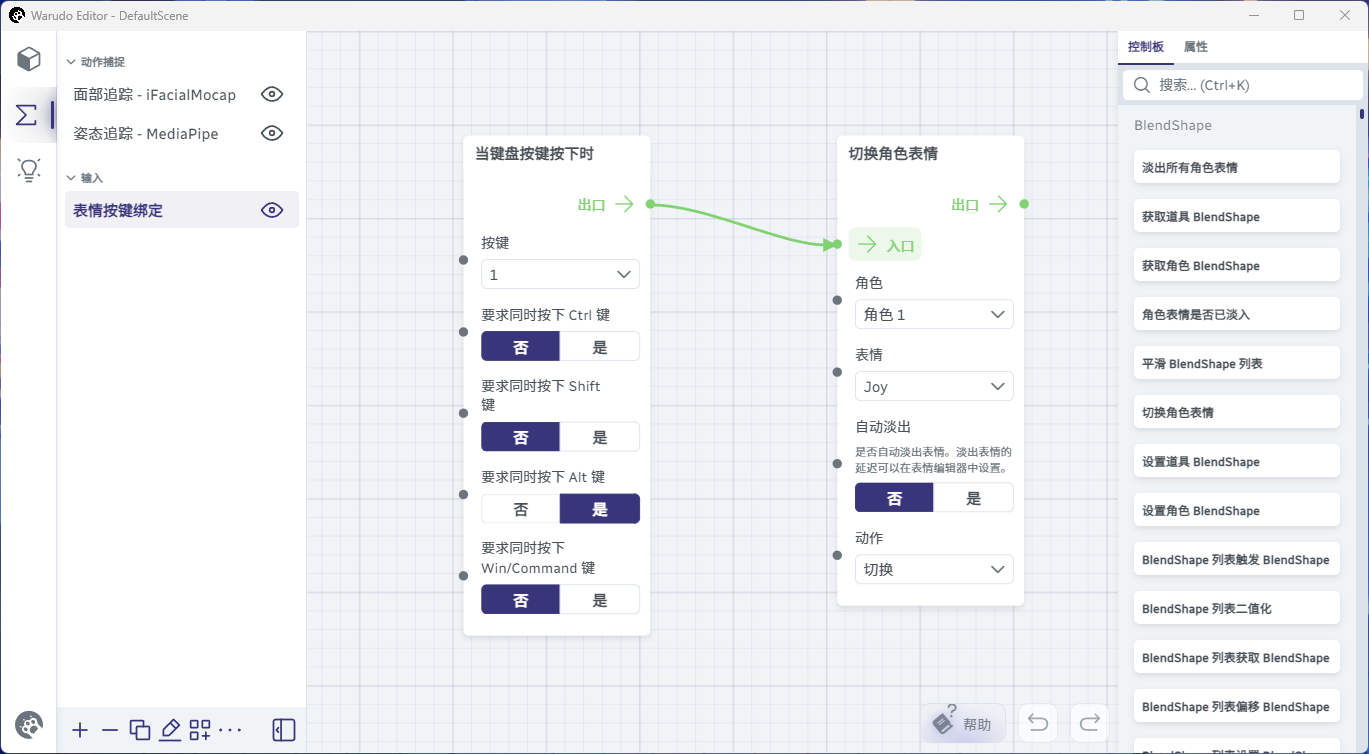 Warudo Editor - DefaultScene
动作捕捉
面部追踪 - iFacialMocap
姿态追踪 - MediaPipe
输入
表情按键绑定
当键盘按键按下时
出口
按键
1
要求同时按下 Ctrl 键
否 是
要求同时按下 Shift
键
否 是
要求同时按下 Alt 键
否 是
要求同时按下
Win/Command 键
否 是
切换角色表情
出口
入口
角色
角色 1
表情
Joy
自动淡出
是否自动淡出表情。淡出表情的
延迟可以在表情编辑器中设置。
否 是
动作
切换
帮助
控制板 属性
搜索... (Ctrl+K)
BlendShape
淡出所有角色表情
获取道具 BlendShape
获取角色 BlendShape
角色表情是否已淡入
平滑 BlendShape 列表
切换角色表情
设置道具 BlendShape
设置角色 BlendShape
BlendShape 列表触发 BlendShape
BlendShape 列表二值化
BlendShape 列表获取 BlendShape
BlendShape 列表偏移 BlendShape
BlendShape 列表设置 BlendShape